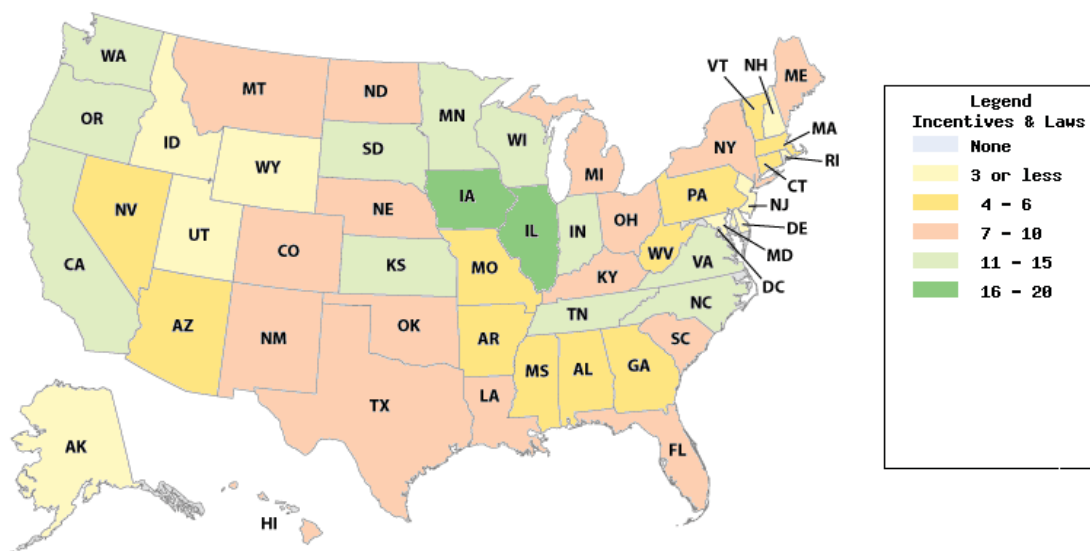 WA
OR
CA
NV
ID
UT
AZ
MT
WY
CO
NM
ND
SD
NE
KS
OK
TX
MN
IA
MO
AR
LA
WI
IL
MI
IN
OH
KY
TN
MS
AL
GA
FL
SC
NC
VA
WV
PA
NY
VT
NH
ME
MA
RI
CT
NJ
DE
MD
DC
AK
HI
Legend
Incentives & Laws
None
3 or less
4 - 6
7 - 10
11 - 15
16 - 20